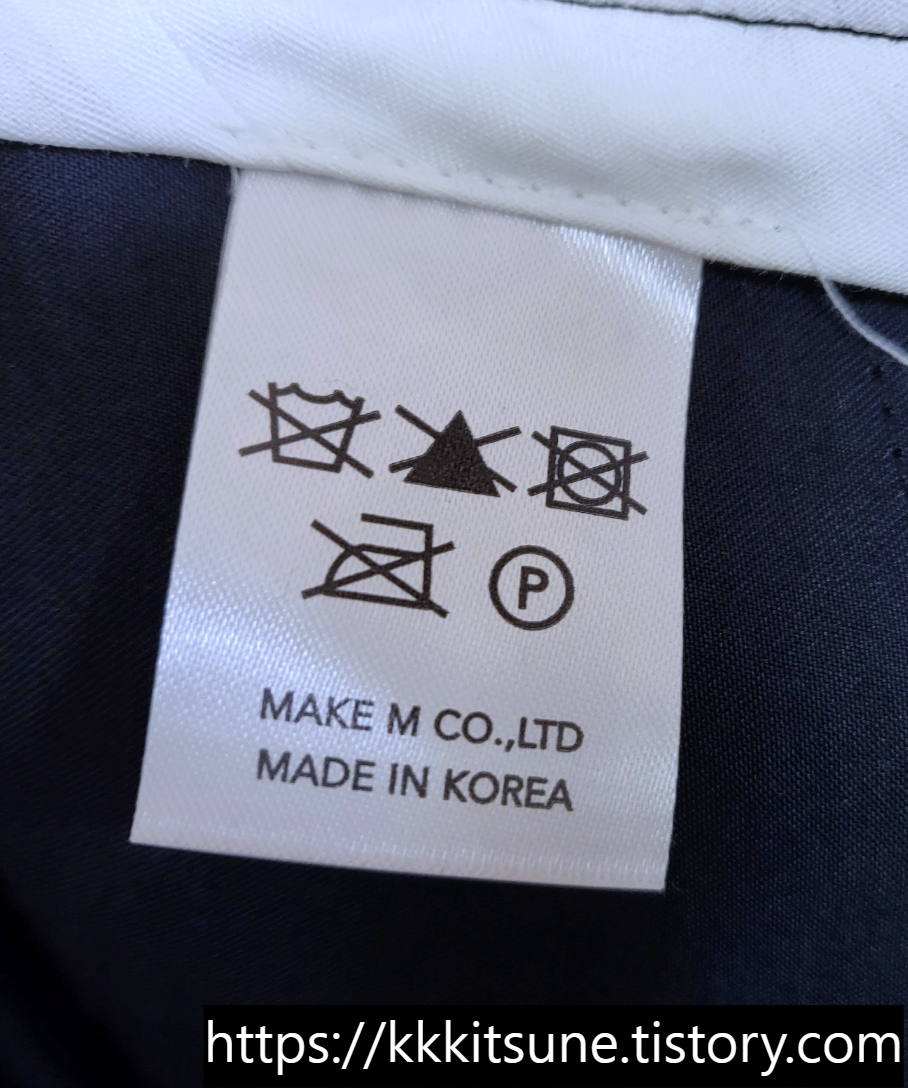 P
MAKE M CO.,LTD
MADE IN KOREA
https://kkkitsune.tistory.com